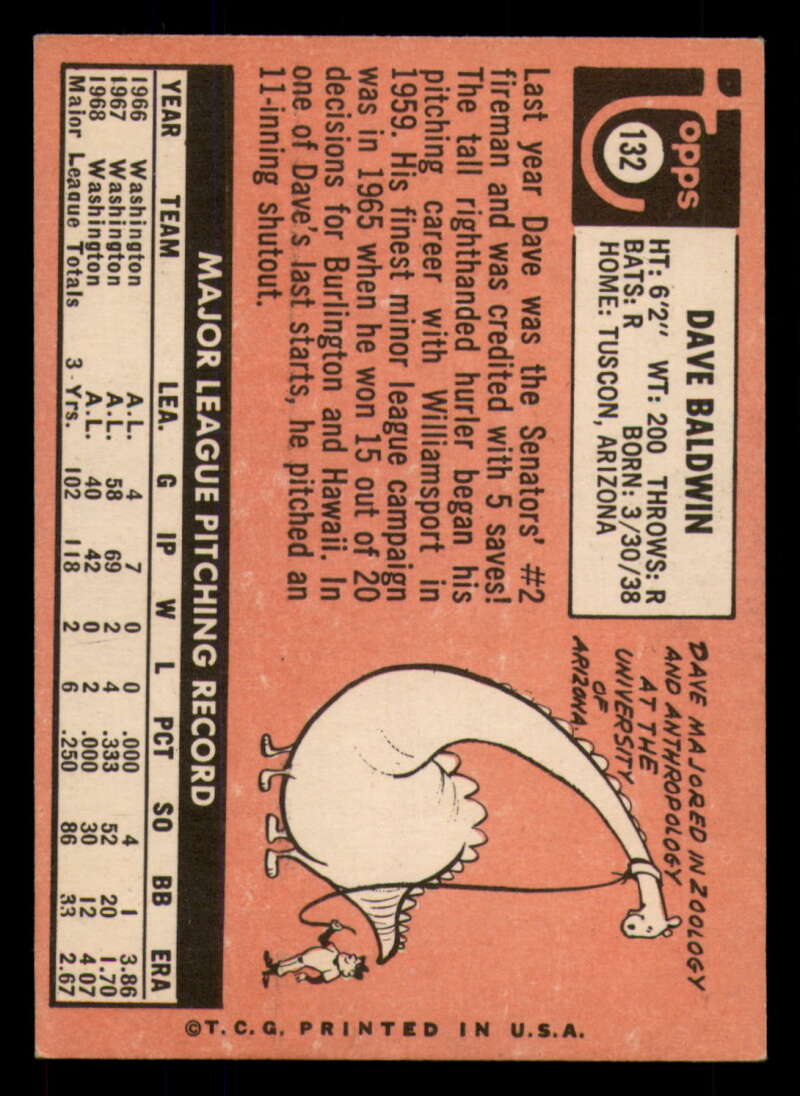 Topps
132
DAVE BALDWIN
HT: 6'2" WT: 200 THROWS: R
BATS: R BORN: 3/30/38
HOME: TUSCON, ARIZONA
Last year Dave was the Senators' #2
fireman and was credited with 5 saves!
The tall righthanded hurler began his
pitching career with Williamsport in
1959. His finest minor league campaign
was in 1965 when he won 15 out of 20
decisions for Burlington and Hawaii. In
one of Dave's last starts, he pitched an
11-inning shutout.
DAVE MAJORED IN ZOOLOGY
AND ANTHROPOLOGY
AT THE
UNIVERSITY
OF
ARIZONA.
MAJOR LEAGUE PITCHING RECORD
YEAR TEAM LEA. G IP W L PCT SO BB ERA
1966 Washington A.L. 4 7 0 0 .000 4 1 3.86
1967 Washington A.L. 58 69 2 4 .333 52 20 1.70
1968 Washington A.L. 40 42 0 2 .000 30 12 4.07
Major League Totals 3-Yrs. 102 118 2 6 .250 86 33 2.67
©T.C.G. PRINTED IN U.S.A.